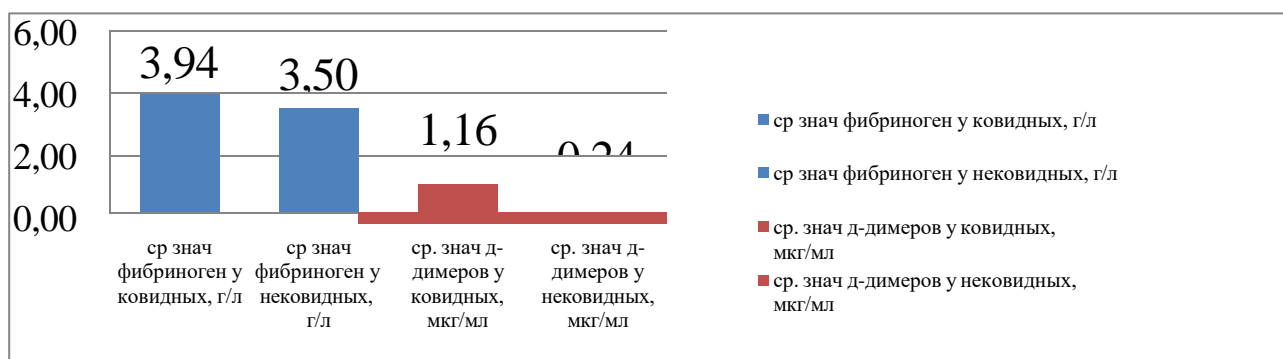 6,00
4,00
2,00
0,00
3,94
3,50
1,16
0,24
ср знач
фибриноген у
ковидных, г/л
ср знач
фибриноген у
нековидных,
г/л
ср. знач д-
димеров у
ковидных,
мкг/мл
ср. знач д-
димеров у
нековидных,
мкг/мл
ср знач фибриноген у ковидных, г/л
ср знач фибриноген у нековидных, г/л
ср. знач д-димеров у ковидных,
мкг/мл
ср. знач д-димеров у нековидных,
мкг/мл